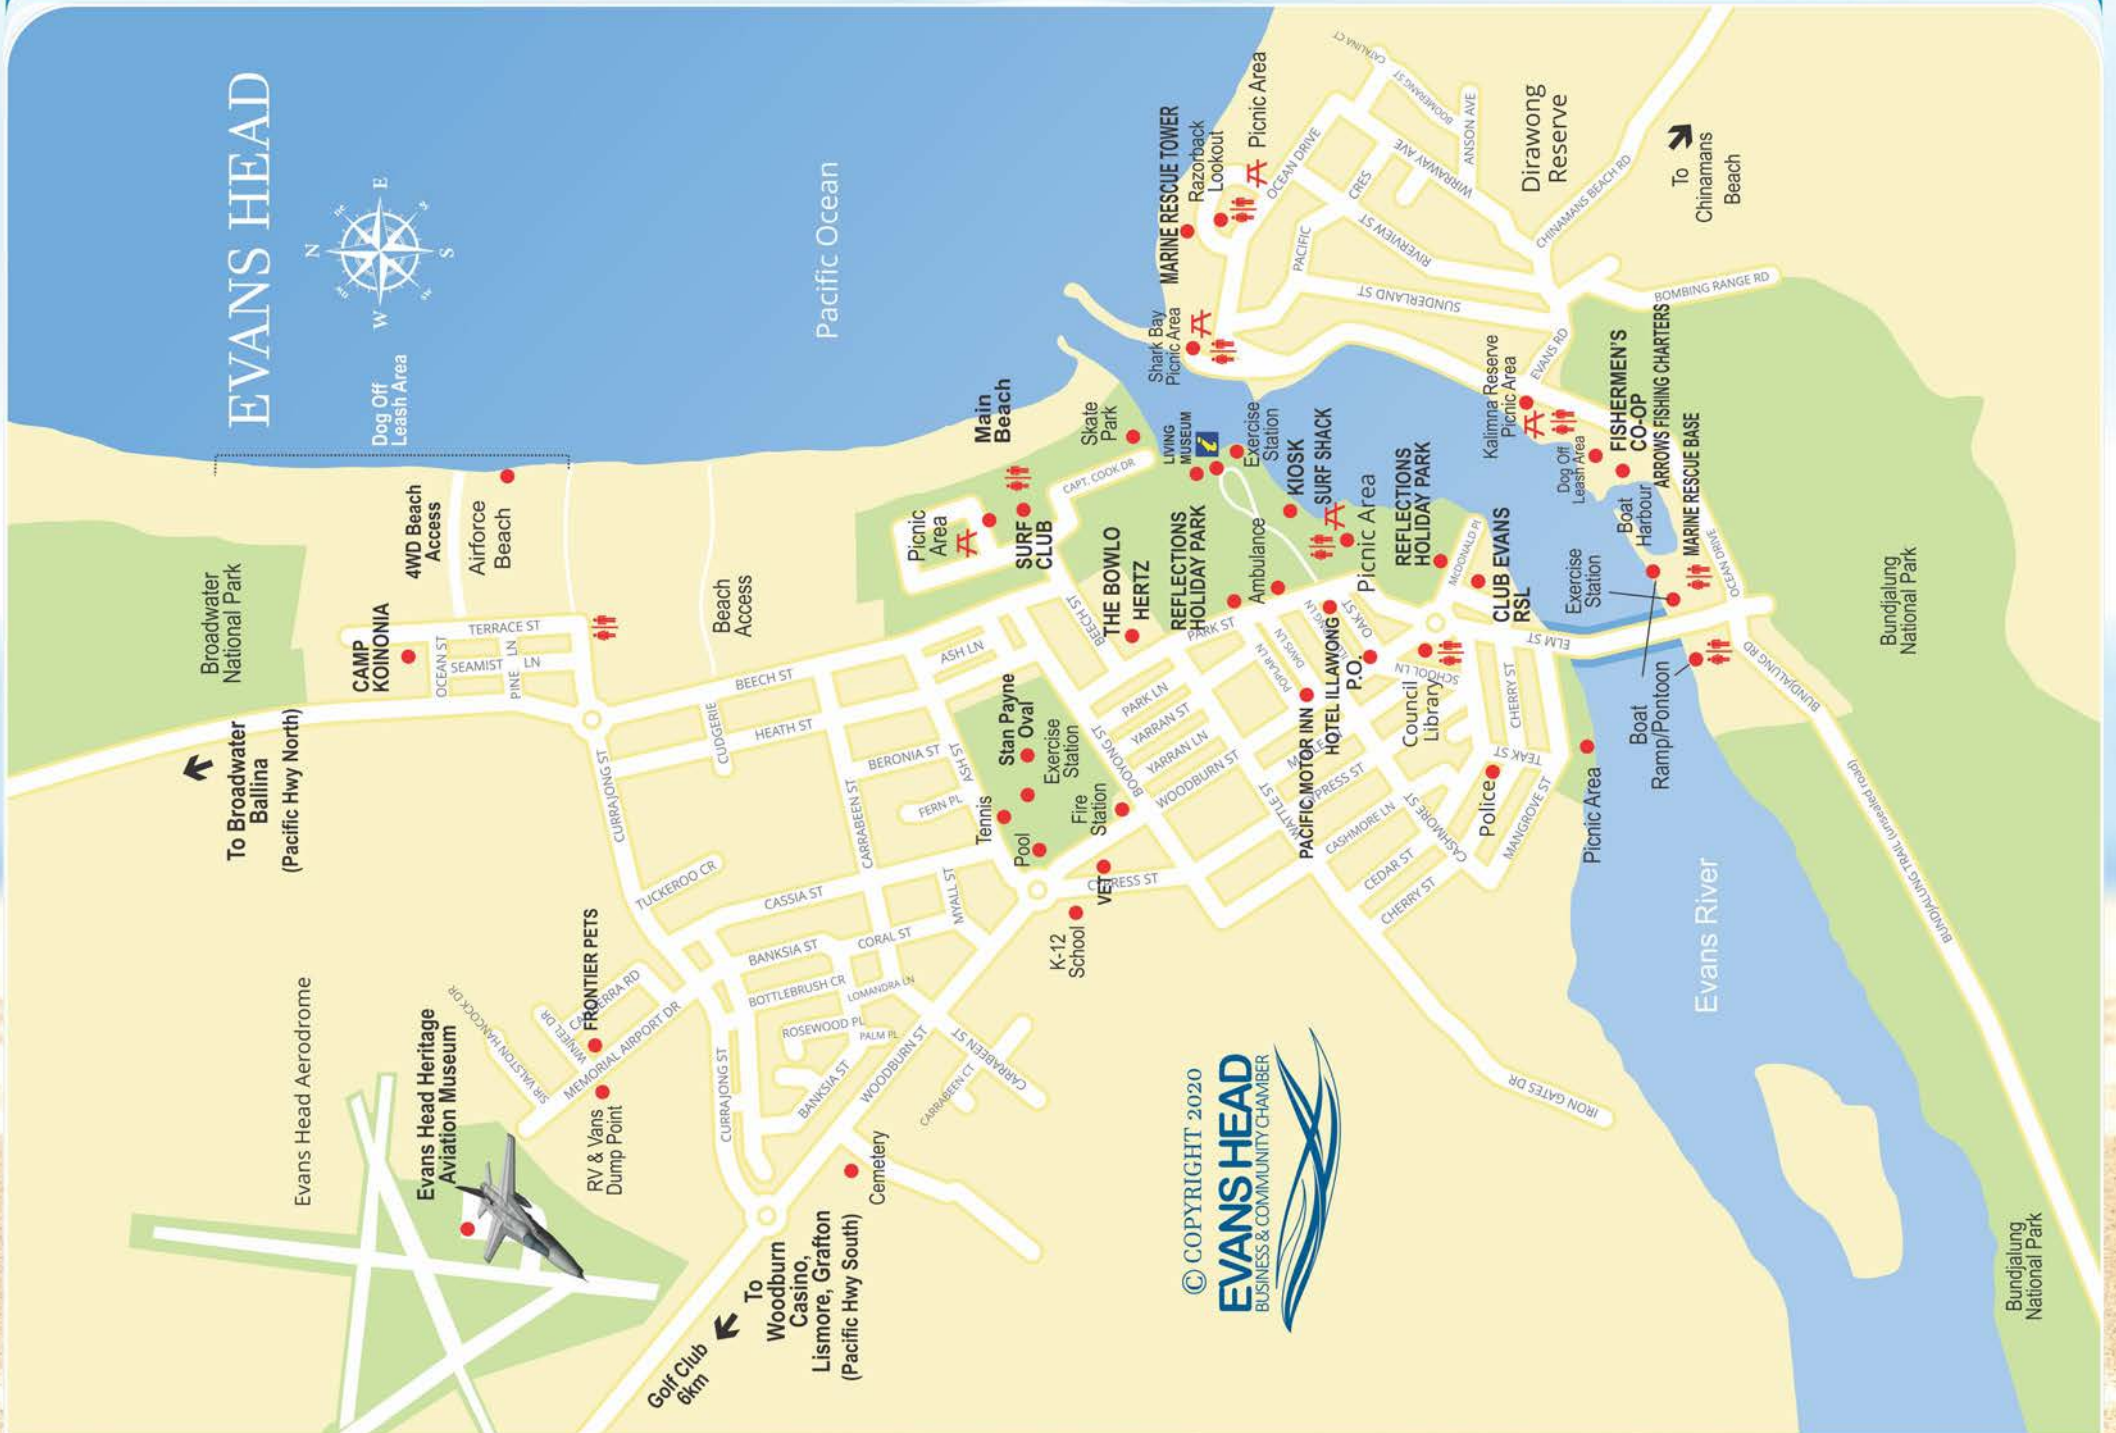 EVANS HEAD
N
ne
E
se
S
sw
W
nw
Dog Off
Leash Area
Pacific Ocean
Broadwater
National Park
To Broadwater
Ballina
(Pacific Hwy North)
CAMP
KOINONIA
4WD Beach
Access
Airforce
Beach
OCEAN ST
TERRACE ST
SEAMIST LN
PINE LN
Beach
Access
BEECH ST
CUDGERIE
HEATH ST
CURRAJONG ST
TUCKEROO CR
CARRABEEN ST
BERONIA ST
ASH ST
ASH LN
FERN PL
CASSIA ST
MYALL ST
BANKSIA ST
CORAL ST
BOTTLEBRUSH CR
LOMANDRA LN
ROSEWOOD PL
PALM PL
BANKSIA ST
WOODBURN ST
CURRAJONG ST
CARRABEEN ST
CARRABEEN CT
Evans Head Aerodrome
Evans Head Heritage
Aviation Museum
SIR VALSTON HANCOCK DR
WINJEEL DR
CANBERRA RD
FRONTIER PETS
MEMORIAL AIRPORT DR
RV & Vans
Dump Point
Cemetery
To
Woodburn
Casino,
Lismore, Grafton
(Pacific Hwy South)
Golf Club
6km
Main
Beach
Picnic
Area
SURF
CLUB
Skate
Park
CAPT. COOK DR
BEECH ST
THE BOWLO
HERTZ
Stan Payne
Oval
Exercise
Station
Tennis
Pool
Fire
Station
VET
CYPRESS ST
K-12
School
BOOYONG ST
PARK LN
YARRAN ST
YARRAN LN
WOODBURN ST
PARK ST
REFLECTIONS
HOLIDAY PARK
Ambulance
LIVING
MUSEUM
i
Exercise
Station
KIOSK
SURF SHACK
Picnic Area
REFLECTIONS
HOLIDAY PARK
McDONALD PL
CLUB EVANS
RSL
POPLAR LN
DAVIS LN
OAK ST
HOTEL ILLAWONG
P.O.
PACIFIC MOTOR INN
SCHOOL LN
Council
Library
WATTLE ST
CYPRESS ST
CASHMORE LN
CASHMORE ST
CEDAR ST
CHERRY ST
CHERRY ST
TEAK ST
ELM ST
Police
MANGROVE ST
Picnic Area
IRON GATES DR
MARINE RESCUE TOWER
Razorback
Lookout
Picnic Area
Shark Bay
Picnic Area
OCEAN DRIVE
CATALINA CT
BOOMERANG ST
ANSON AVE
WIRRAWAY AVE
PACIFIC
CRES
RIVERVIEW ST
SUNDERLAND ST
Dirawong
Reserve
CHINAMANS BEACH RD
To
Chinamans
Beach
BOMBING RANGE RD
EVANS RD
Kalimna Reserve
Picnic Area
Dog Off
Leash Area
FISHERMEN'S
CO-OP
ARROWS FISHING CHARTERS
MARINE RESCUE BASE
Boat
Harbour
Exercise
Station
OCEAN DRIVE
Boat
Ramp/Pontoon
BUNDJALUNG RD
BUNDJALUNG TRAIL (unsealed road)
Evans River
Bundjalung
National Park
Bundjalung
National Park
© COPYRIGHT 2020
EVANS HEAD
BUSINESS & COMMUNITY CHAMBER